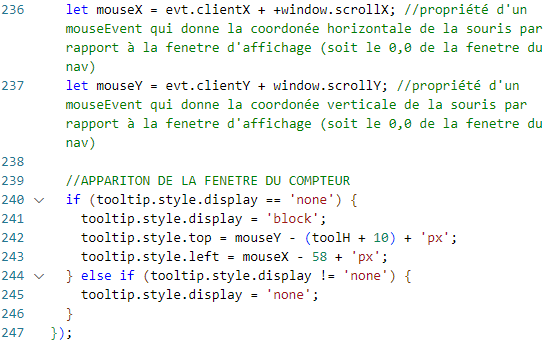 236 let mouseX = evt.clientX + +window.scrollX; //propriété d'un
mouseEvent qui donne la coordonée horizontale de la souris par
rapport à la fenetre d'affichage (soit le 0,0 de la fenetre du
nav)
237 let mouseY = evt.clientY + window.scrollY; //propriété d'un
mouseEvent qui donne la coordonée verticale de la souris par
rapport à la fenetre d'affichage (soit le 0,0 de la fenetre du
nav)
238
239 //APPARITON DE LA FENETRE DU COMPTEUR
240 if (tooltip.style.display == 'none') {
241 tooltip.style.display = 'block';
242 tooltip.style.top = mouseY - (toolH + 10) + 'px';
243 tooltip.style.left = mouseX - 58 + 'px';
244 } else if (tooltip.style.display != 'none') {
245 tooltip.style.display = 'none';
246 }
247 });